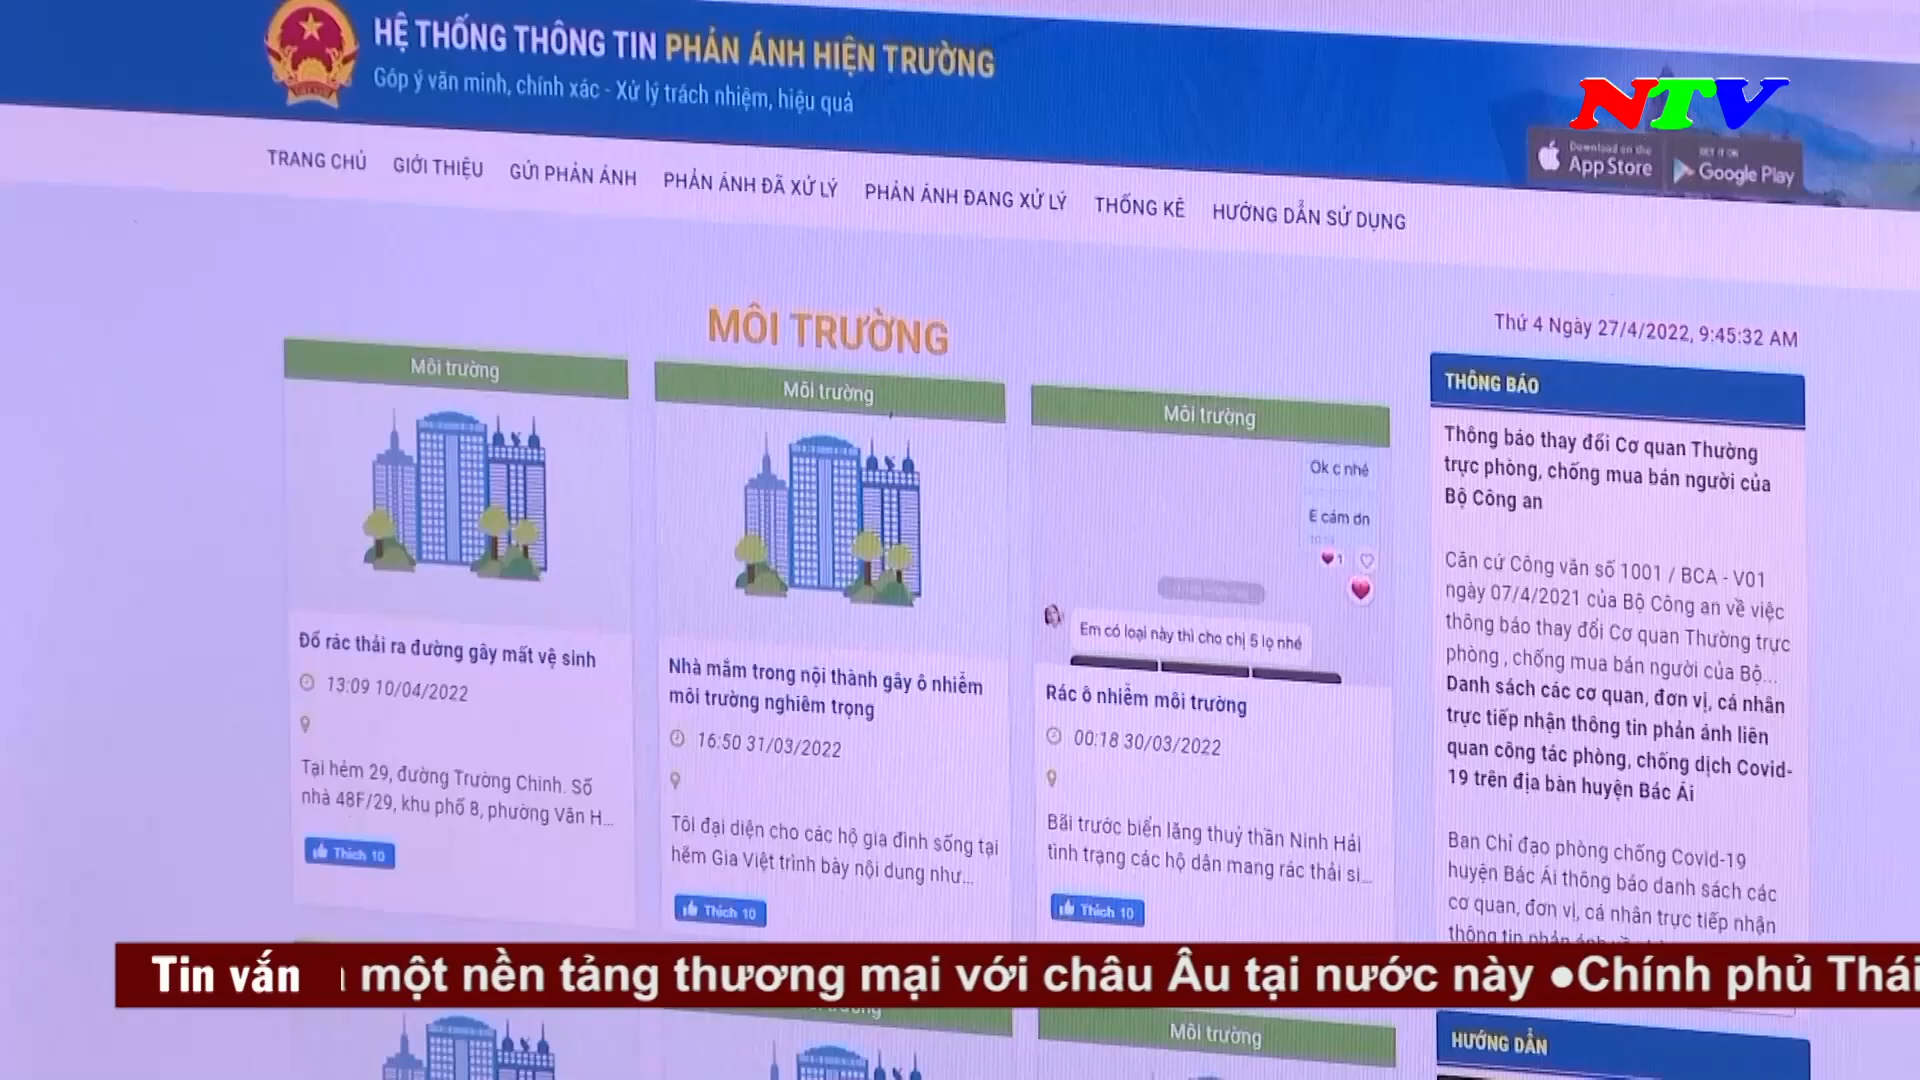 HỆ THỐNG THÔNG TIN PHẢN ÁNH HIỆN TRƯỜNG
Góp ý văn minh, chính xác - Xử lý trách nhiệm, hiệu quả
NTV
Download on the
App Store
GET IT ON
Google Play
TRANG CHỦ GIỚI THIỆU GỬI PHẢN ÁNH PHẢN ÁNH ĐÃ XỬ LÝ PHẢN ÁNH ĐANG XỬ LÝ THỐNG KÊ HƯỚNG DẪN SỬ DỤNG
MÔI TRƯỜNG
Thứ 4 Ngày 27/4/2022, 9:45:32 AM
Môi trường
Đổ rác thải ra đường gây mất vệ sinh
13:09 10/04/2022
Tại hẻm 29, đường Trường Chinh. Số
nhà 48F/29, khu phố 8, phường Văn H...
Thích 10
Môi trường
Nhà mắm trong nội thành gây ô nhiễm
môi trường nghiêm trọng
16:50 31/03/2022
Tôi đại diện cho các hộ gia đình sống tại
hẽm Gia Việt trình bày nội dung như...
Thích 10
Môi trường
Ok c nhé
E cám ơn
1
Em có loại này thì cho chị 5 lọ nhé
Rác ô nhiễm môi trường
00:18 30/03/2022
Bãi trước biển lăng thuỷ thần Ninh Hải
tình trạng các hộ dân mang rác thải si...
Thích 10
THÔNG BÁO
Thông báo thay đổi Cơ quan Thường
trực phòng, chống mua bán người của
Bộ Công an
Căn cứ Công văn số 1001 / BCA - V01
ngày 07/4/2021 của Bộ Công an về việc
thông báo thay đổi Cơ quan Thường trực
phòng , chống mua bán người của Bộ...
Danh sách các cơ quan, đơn vị, cá nhân
trực tiếp nhận thông tin phản ánh liên
quan công tác phòng, chống dịch Covid-
19 trên địa bàn huyện Bác Ái
Ban Chỉ đạo phòng chống Covid-19
huyện Bác Ái thông báo danh sách các
cơ quan, đơn vị, cá nhân trực tiếp nhận
thông tin phản ánh
Tin vắn một nền tảng thương mại với châu Âu tại nước này ●Chính phủ Thái
Môi trường
HƯỚNG DẪN